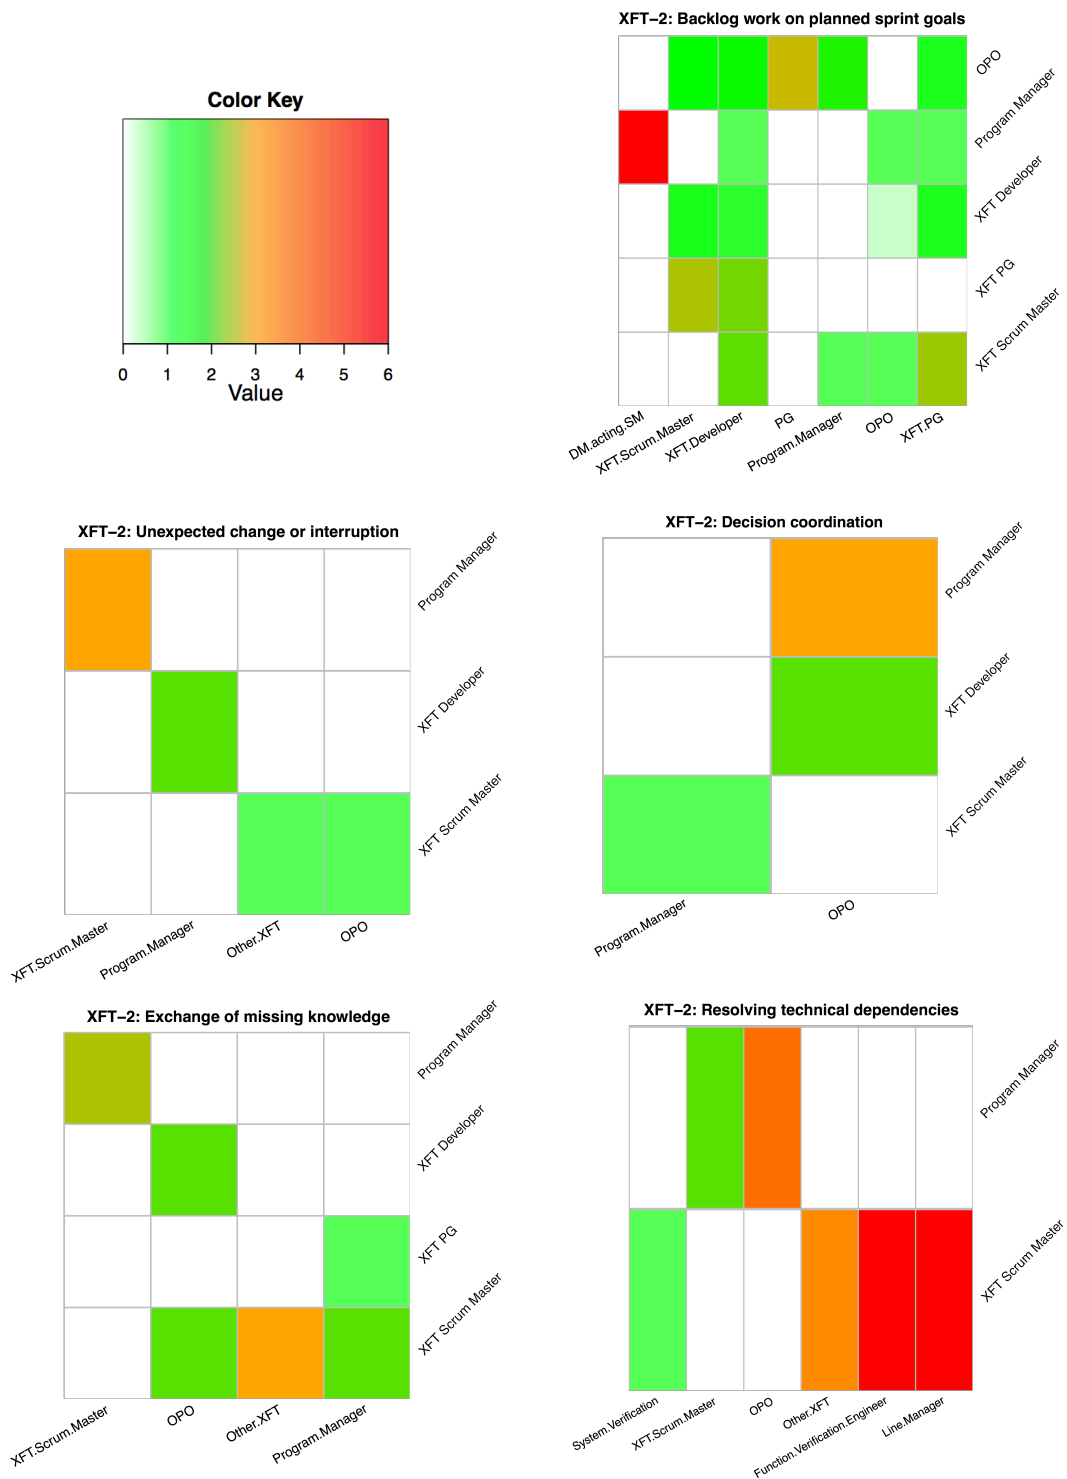 XFT−2: Backlog work on planned sprint goals
OPO
Program Manager
XFT Developer
XFT PG
XFT Scrum Master
DM.acting.SM
XFT.Scrum.Master
XFT.Developer
PG
Program.Manager
OPO
XFT.PG
Color Key
0 1 2 3 4 5 6
Value
XFT−2: Unexpected change or interruption
Program Manager
XFT Developer
XFT Scrum Master
XFT.Scrum.Master
Program.Manager
Other.XFT
OPO
XFT−2: Decision coordination
Program Manager
XFT Developer
XFT Scrum Master
Program.Manager
OPO
XFT−2: Exchange of missing knowledge
Program Manager
XFT Developer
XFT PG
XFT Scrum Master
XFT.Scrum.Master
OPO
Other.XFT
Program.Manager
XFT−2: Resolving technical dependencies
Program Manager
XFT Scrum Master
System.Verification
XFT.Scrum.Master
OPO
Other.XFT
Function.Verification.Engineer
Line.Manager